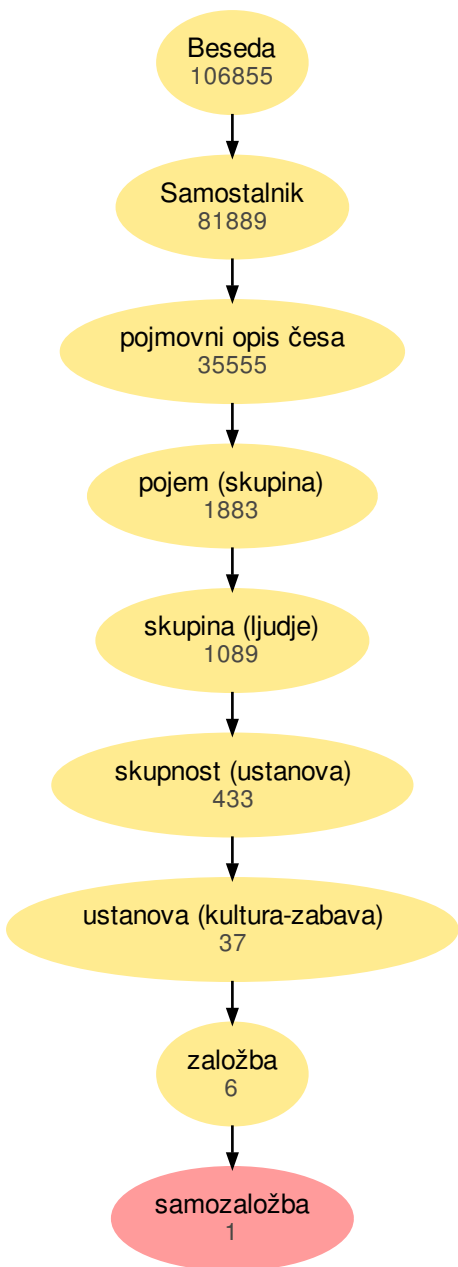 Beseda
106855
Samostalnik
81889
pojmovni opis česa
35555
pojem (skupina)
1883
skupina (ljudje)
1089
skupnost (ustanova)
433
ustanova (kultura-zabava)
37
založba
6
samozaložba
1